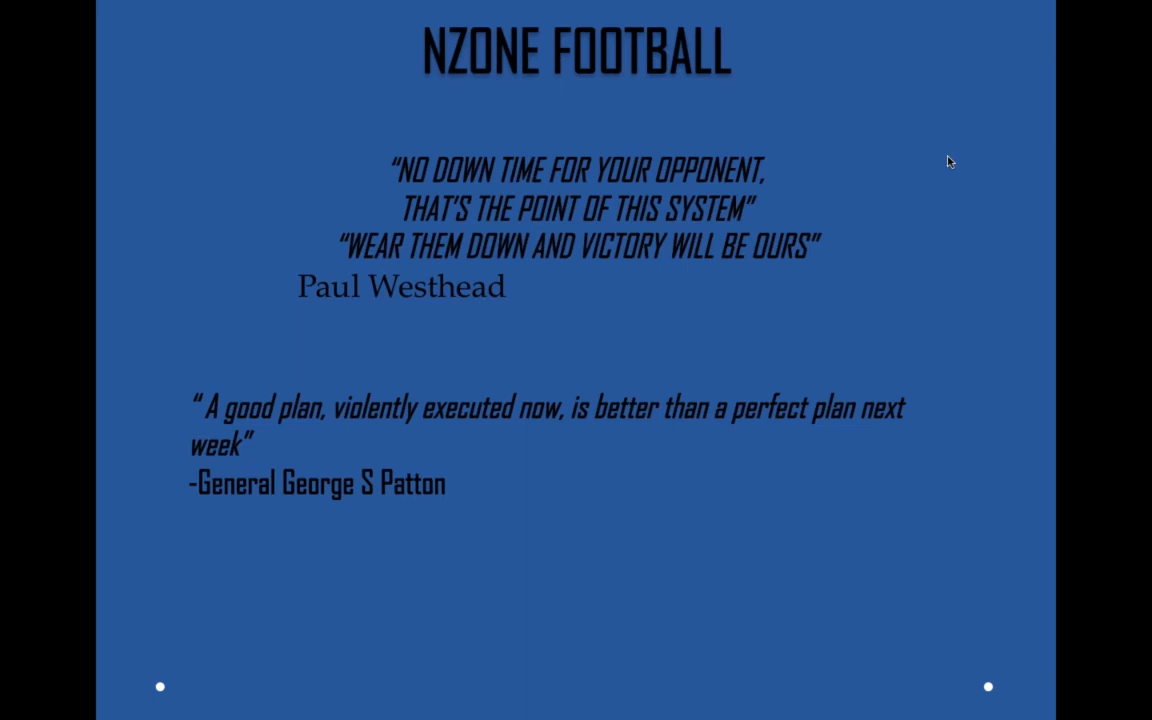 NZONE FOOTBALL
“NO DOWN TIME FOR YOUR OPPONENT,
THAT’S THE POINT OF THIS SYSTEM”
“WEAR THEM DOWN AND VICTORY WILL BE OURS”
Paul Westhead
“ A good plan, violently executed now, is better than a perfect plan next
week”
-General George S Patton